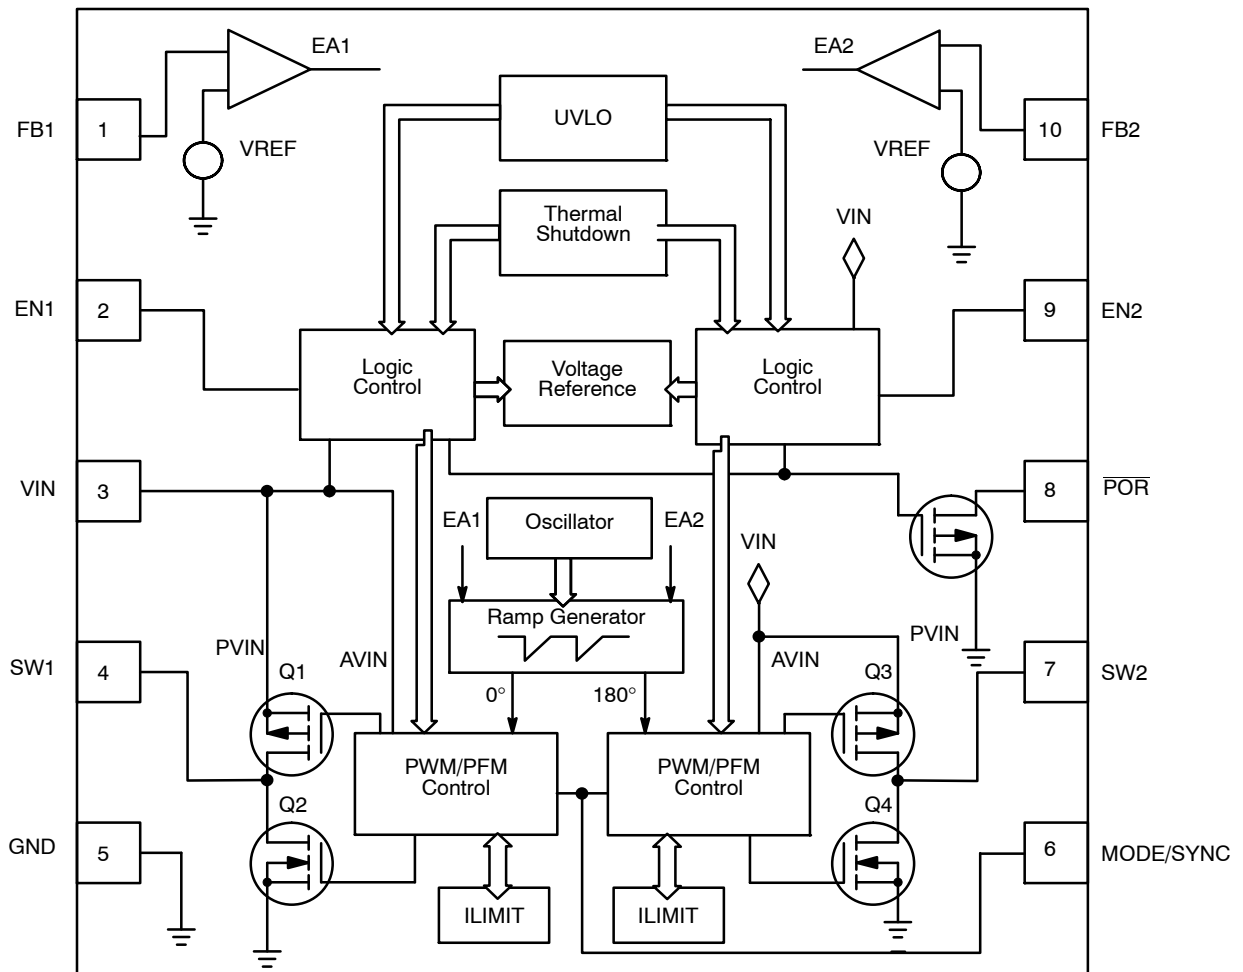 EA1
EA2
UVLO
FB1
1
10
FB2
VREF
VREF
Thermal
Shutdown
VIN
EN1
2
9
EN2
Logic
Control
Voltage
Reference
Logic
Control
VIN
3
8
POR
EA1
Oscillator
EA2
VIN
Ramp Generator
PVIN
AVIN
AVIN
PVIN
SW1
4
Q1
0°
180°
Q3
7
SW2
PWM/PFM
Control
PWM/PFM
Control
Q2
Q4
GND
5
6
MODE/SYNC
ILIMIT
ILIMIT